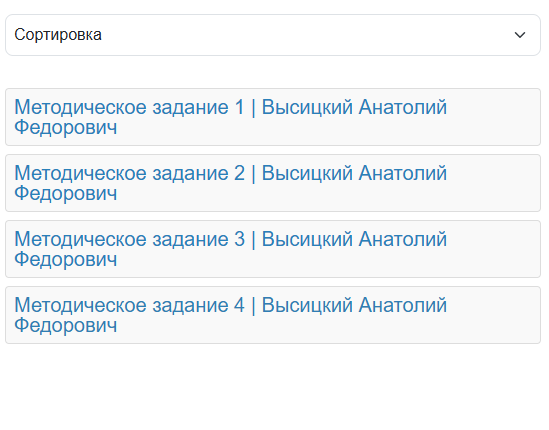 Сортировка
Методическое задание 1 | Высицкий Анатолий
Федорович
Методическое задание 2 | Высицкий Анатолий
Федорович
Методическое задание 3 | Высицкий Анатолий
Федорович
Методическое задание 4 | Высицкий Анатолий
Федорович